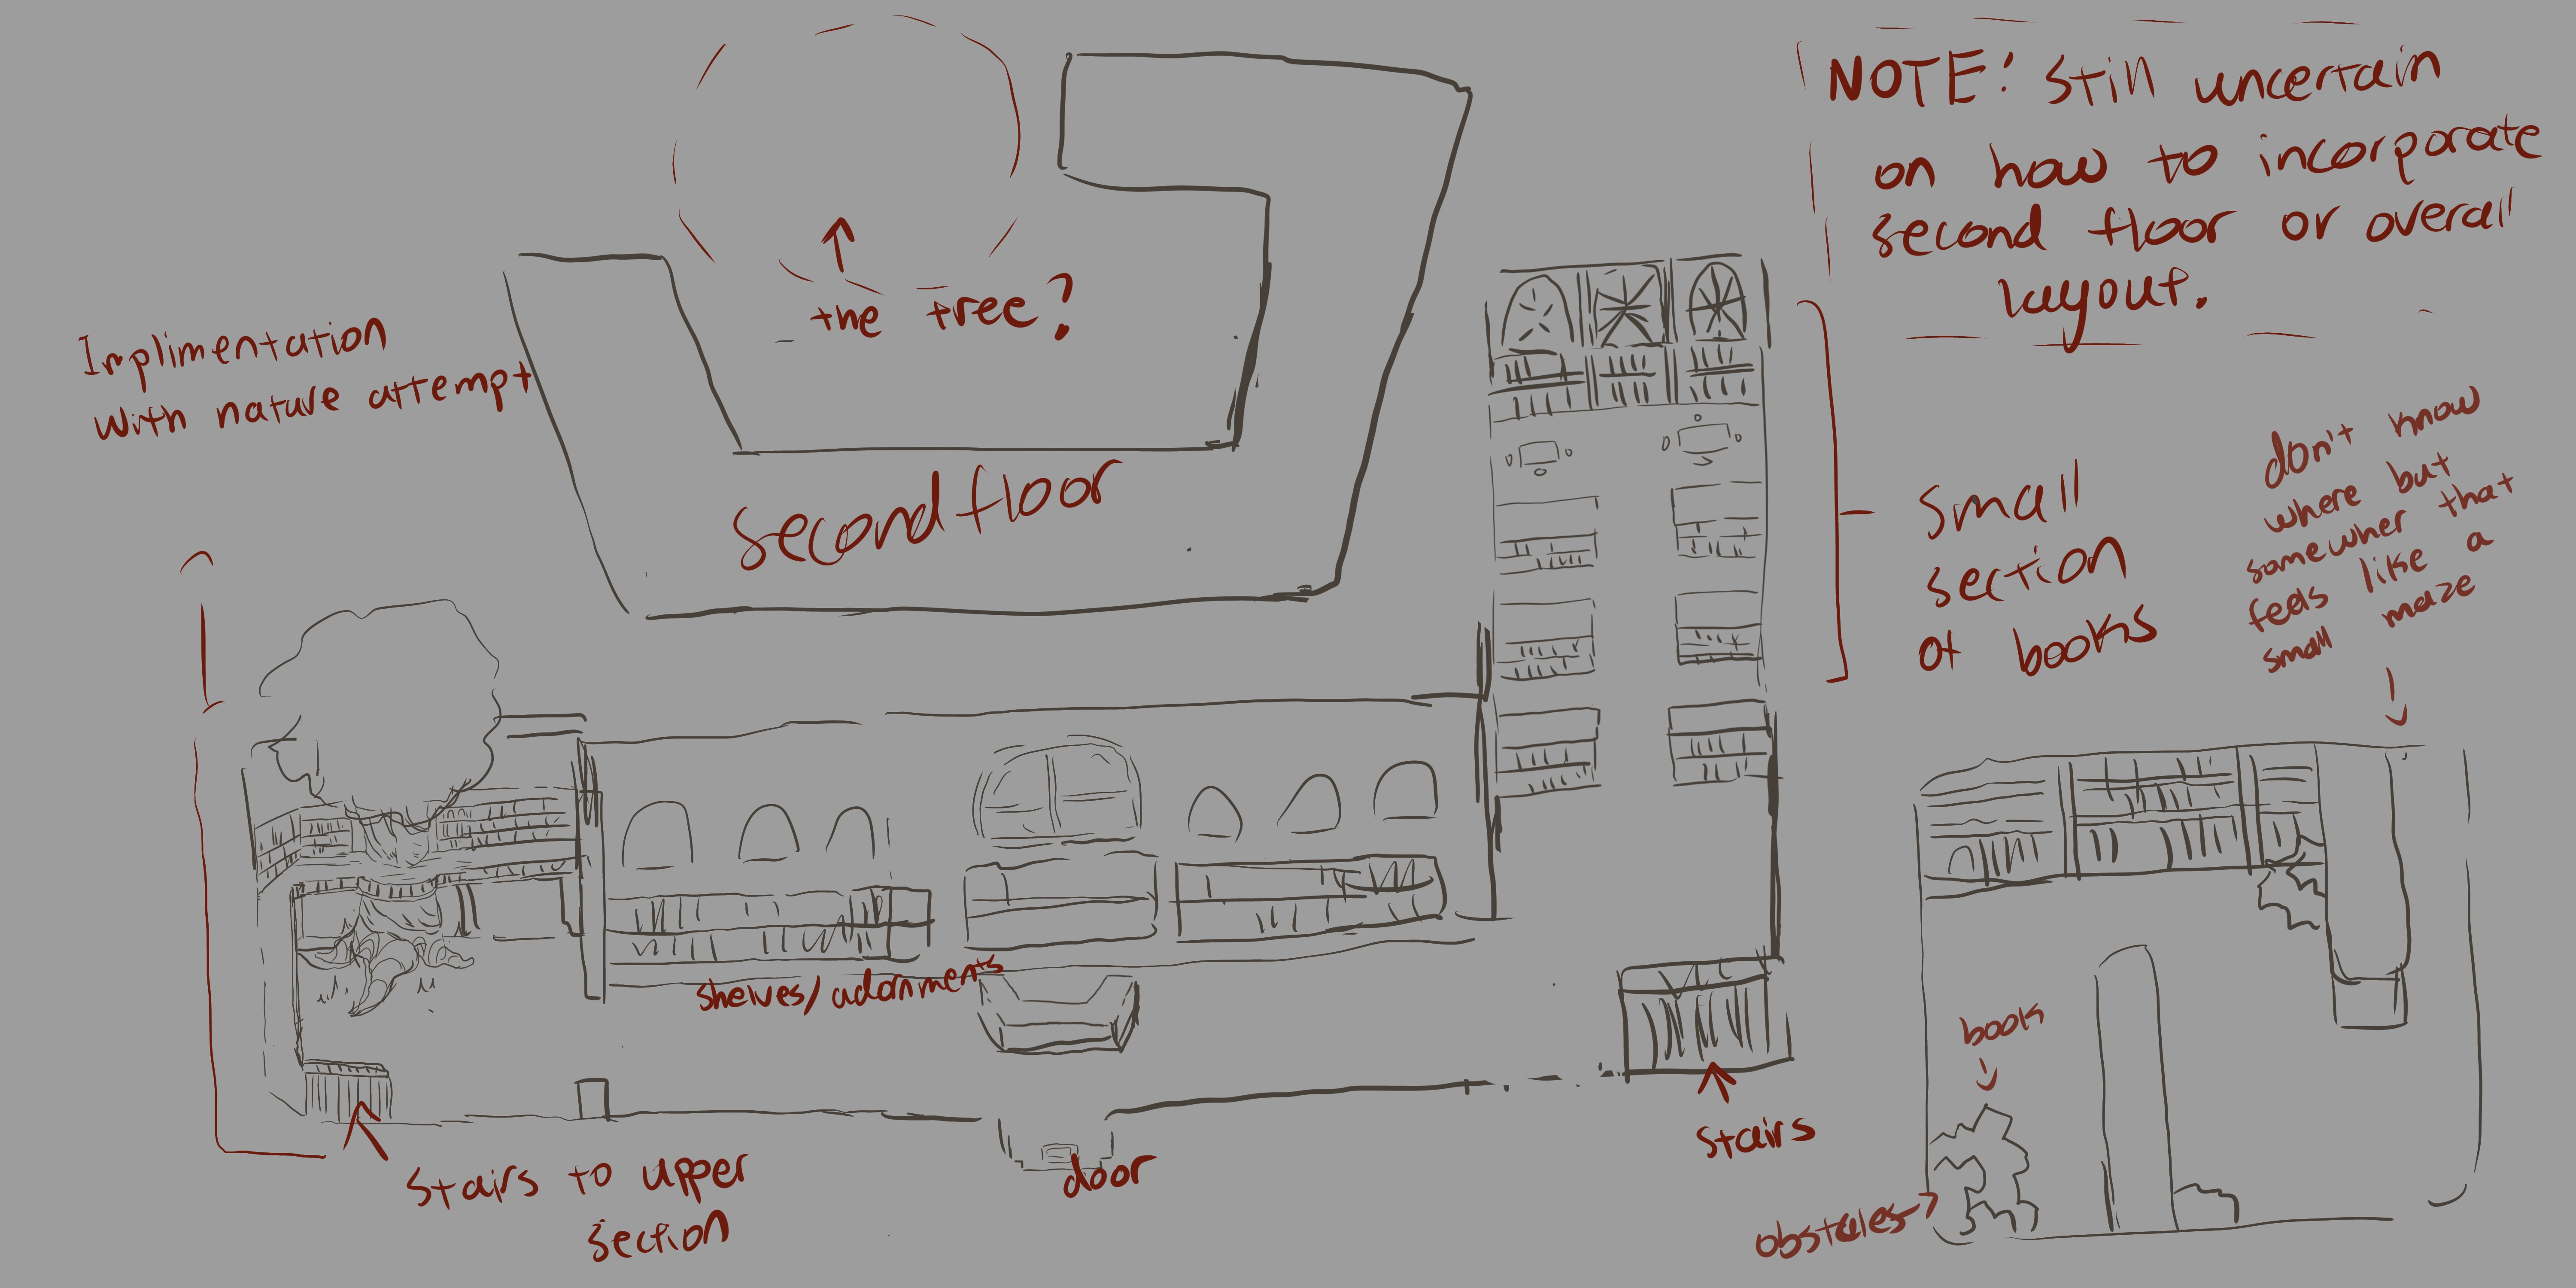 NOTE: Still uncertain
on how to incorporate
second floor or overall
layout.
the tree?
Implimentation
with nature attempt
second floor
small
section
of books
don't know
where but
somewher that
feels like a
small maze
shelves/adornments
book
stairs
door
stairs to upper
section
obstacles